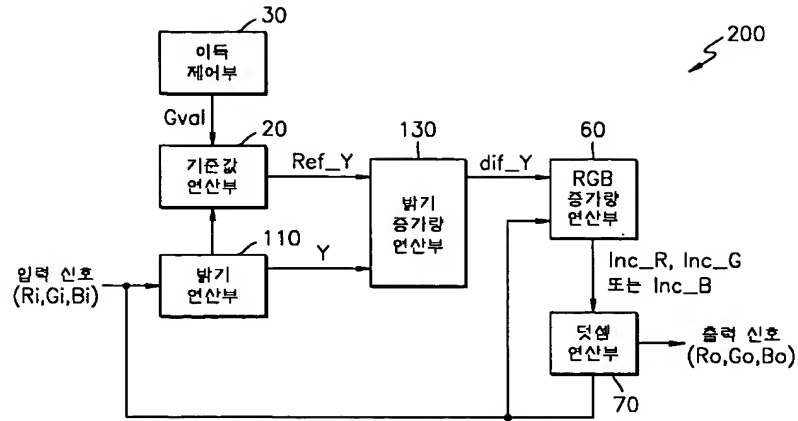 30
이득
제어부
200
Gval
20
기준값
연산부
Ref_Y
130
밝기
증가량
연산부
dif_Y
60
RGB
증가량
연산부
110
밝기
연산부
Y
입력 신호
(Ri,Gi,Bi)
Inc_R, Inc_G
또는 Inc_B
덧셈
연산부
70
출력 신호
(Ro,Go,Bo)